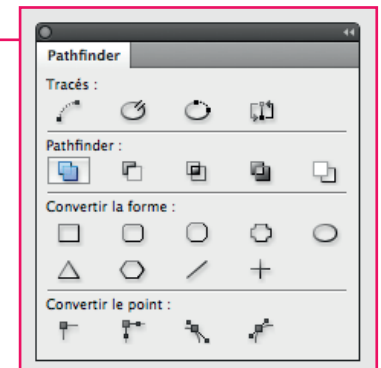 Pathfinder
Tracés :
Pathfinder :
Convertir la forme :
Convertir le point :